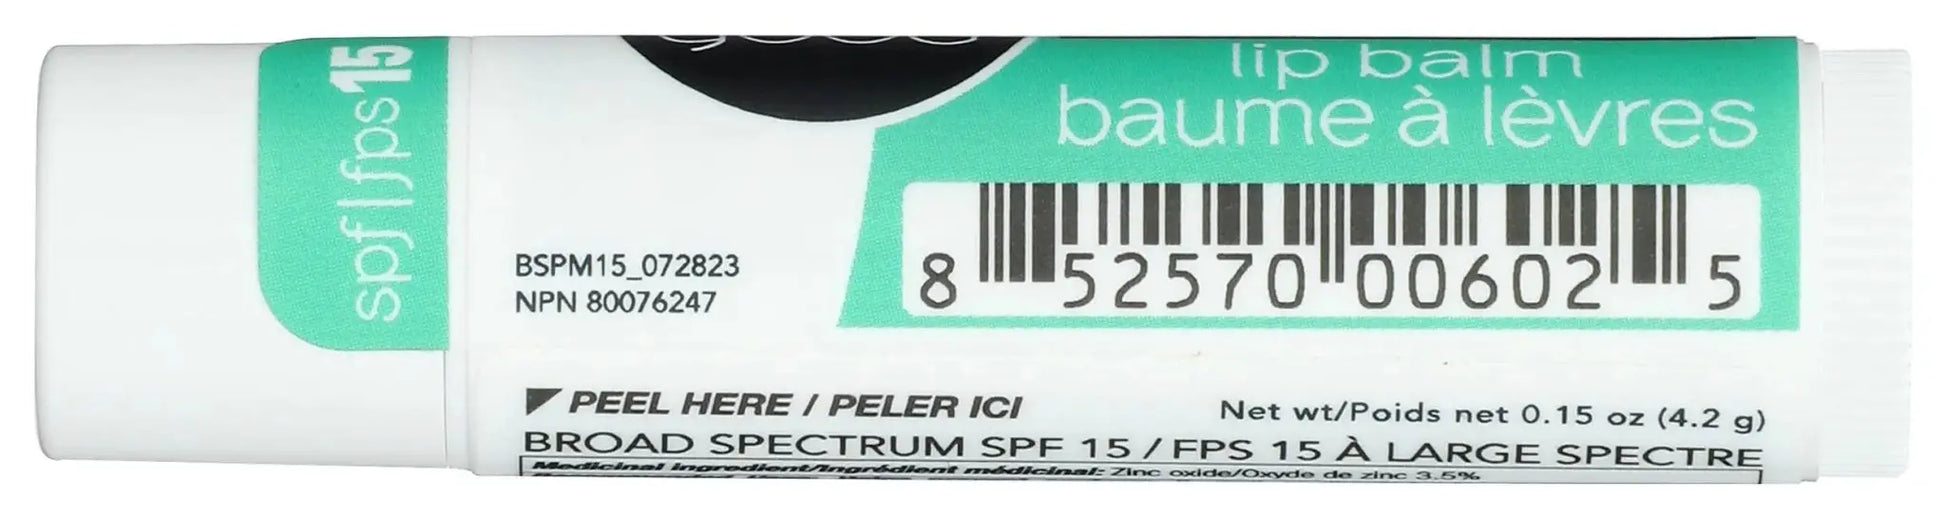 spf|fps15
good
lip balm
baume à lèvres
8 52570 00602 5
BSPM15_072823
NPN 80076247
PEEL HERE / PELER ICI
Net wt/Poids net 0.15 oz (4.2 g)
BROAD SPECTRUM SPF 15 / FPS 15 À LARGE SPECTRE
Medicinal ingredient/Ingrédient médicinal: Zinc oxide/Oxyde de zinc 3.5%